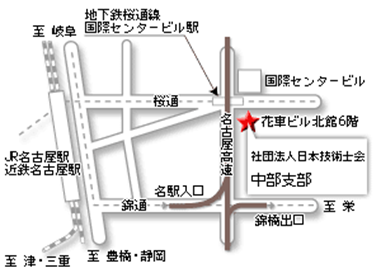 地下鉄桜通線
国際センタービル駅
至 岐阜
国際センタービル
桜通
花車ビル北館6階
名古屋高速
社団法人日本技術士会
中部支部
JR名古屋駅
近鉄名古屋駅
名駅入口
錦通
至 栄
錦橋出口
至 津・三重
至 豊橋・静岡